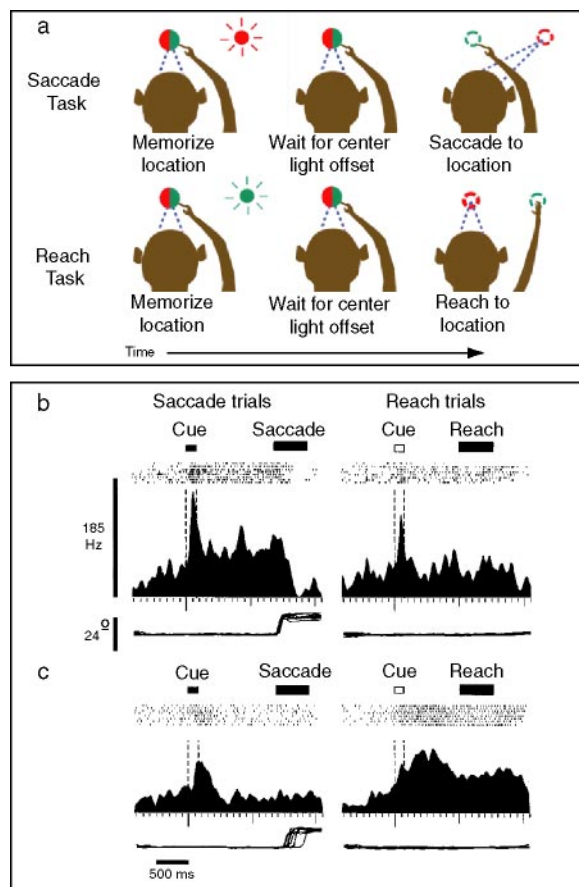 a
Saccade
Task
Memorize
location
Wait for center
light offset
Saccade to
location
Reach
Task
Memorize
location
Wait for center
light offset
Reach to
location
Time
b
Saccade trials
Reach trials
Cue
Saccade
Cue
Reach
185
Hz
24º
c
Cue
Saccade
Cue
Reach
500 ms